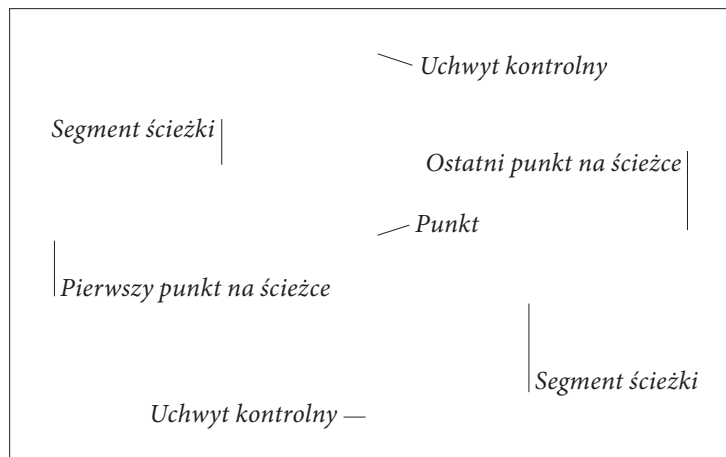 Uchwyt kontrolny
Segment ścieżki
Ostatni punkt na ścieżce
Punkt
Pierwszy punkt na ścieżce
Segment ścieżki
Uchwyt kontrolny